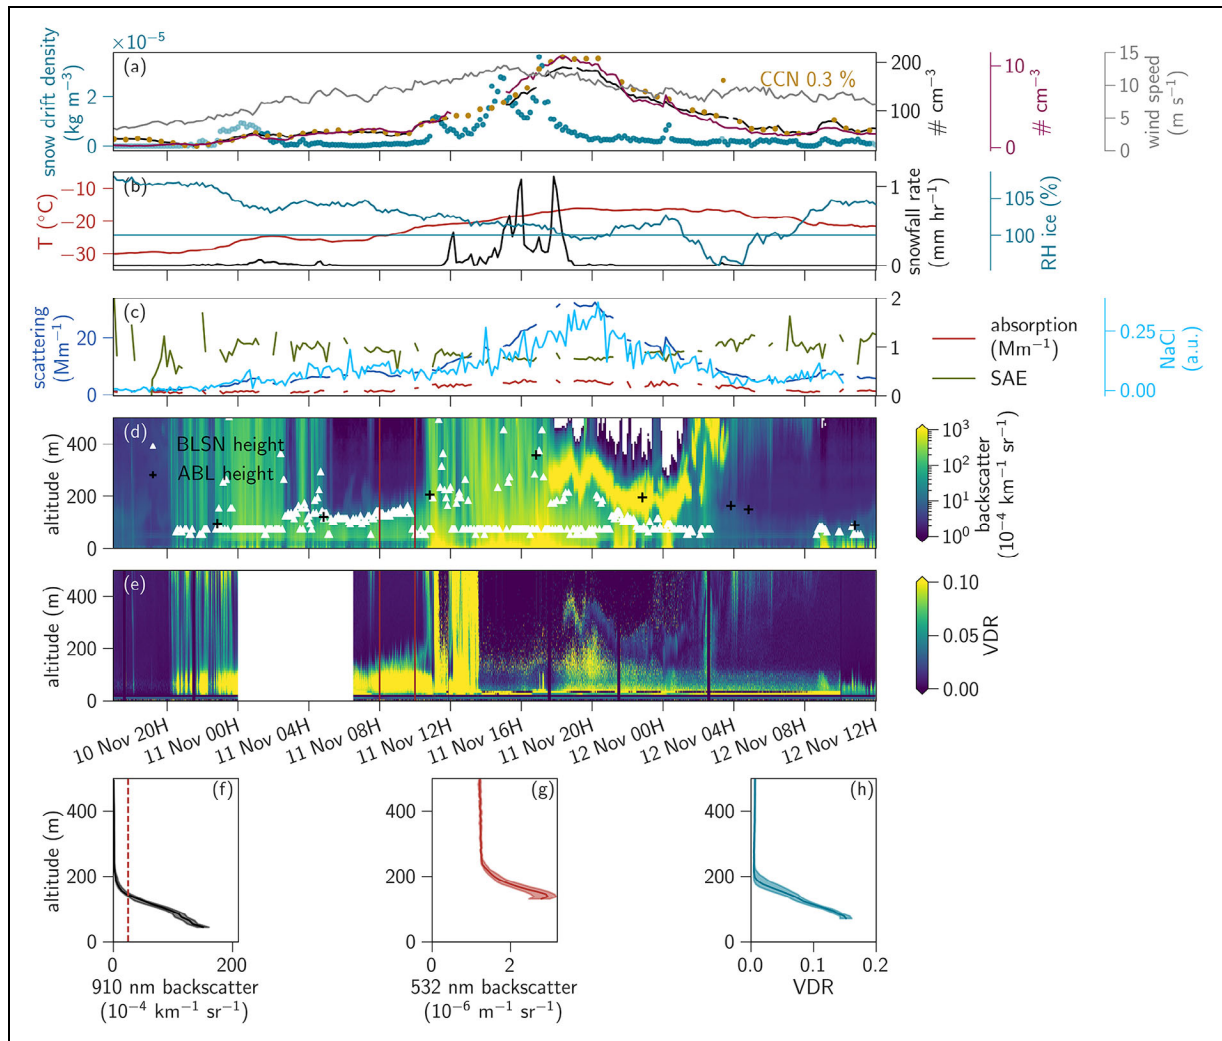 ×10−5
(a)
snow drift density
(kg m−3)
2
0
CCN 0.3 %
200
100
# cm−3
10
0
# cm−3
15
10
5
0
wind speed
(m s−1)
(b)
T (°C)
−10
−20
−30
1
0
snowfall rate
(mm hr−1)
105
100
RH ice (%)
(c)
scattering
(Mm−1)
20
0
2
1
0
absorption
(Mm−1)
SAE
0.25
0.00
NaCl
(a.u.)
(d)
BLSN height
ABL height
altitude (m)
400
200
0
103
102
101
100
backscatter
(10−4 km−1 sr−1)
(e)
altitude (m)
400
200
0
0.10
0.05
0.00
VDR
10 Nov 20H
11 Nov 00H
11 Nov 04H
11 Nov 08H
11 Nov 12H
11 Nov 16H
11 Nov 20H
12 Nov 00H
12 Nov 04H
12 Nov 08H
12 Nov 12H
(f)
altitude (m)
400
200
0
0
200
910 nm backscatter
(10−4 km−1 sr−1)
(g)
400
200
0
0
2
532 nm backscatter
(10−6 m−1 sr−1)
(h)
400
200
0
0.0
0.1
0.2
VDR